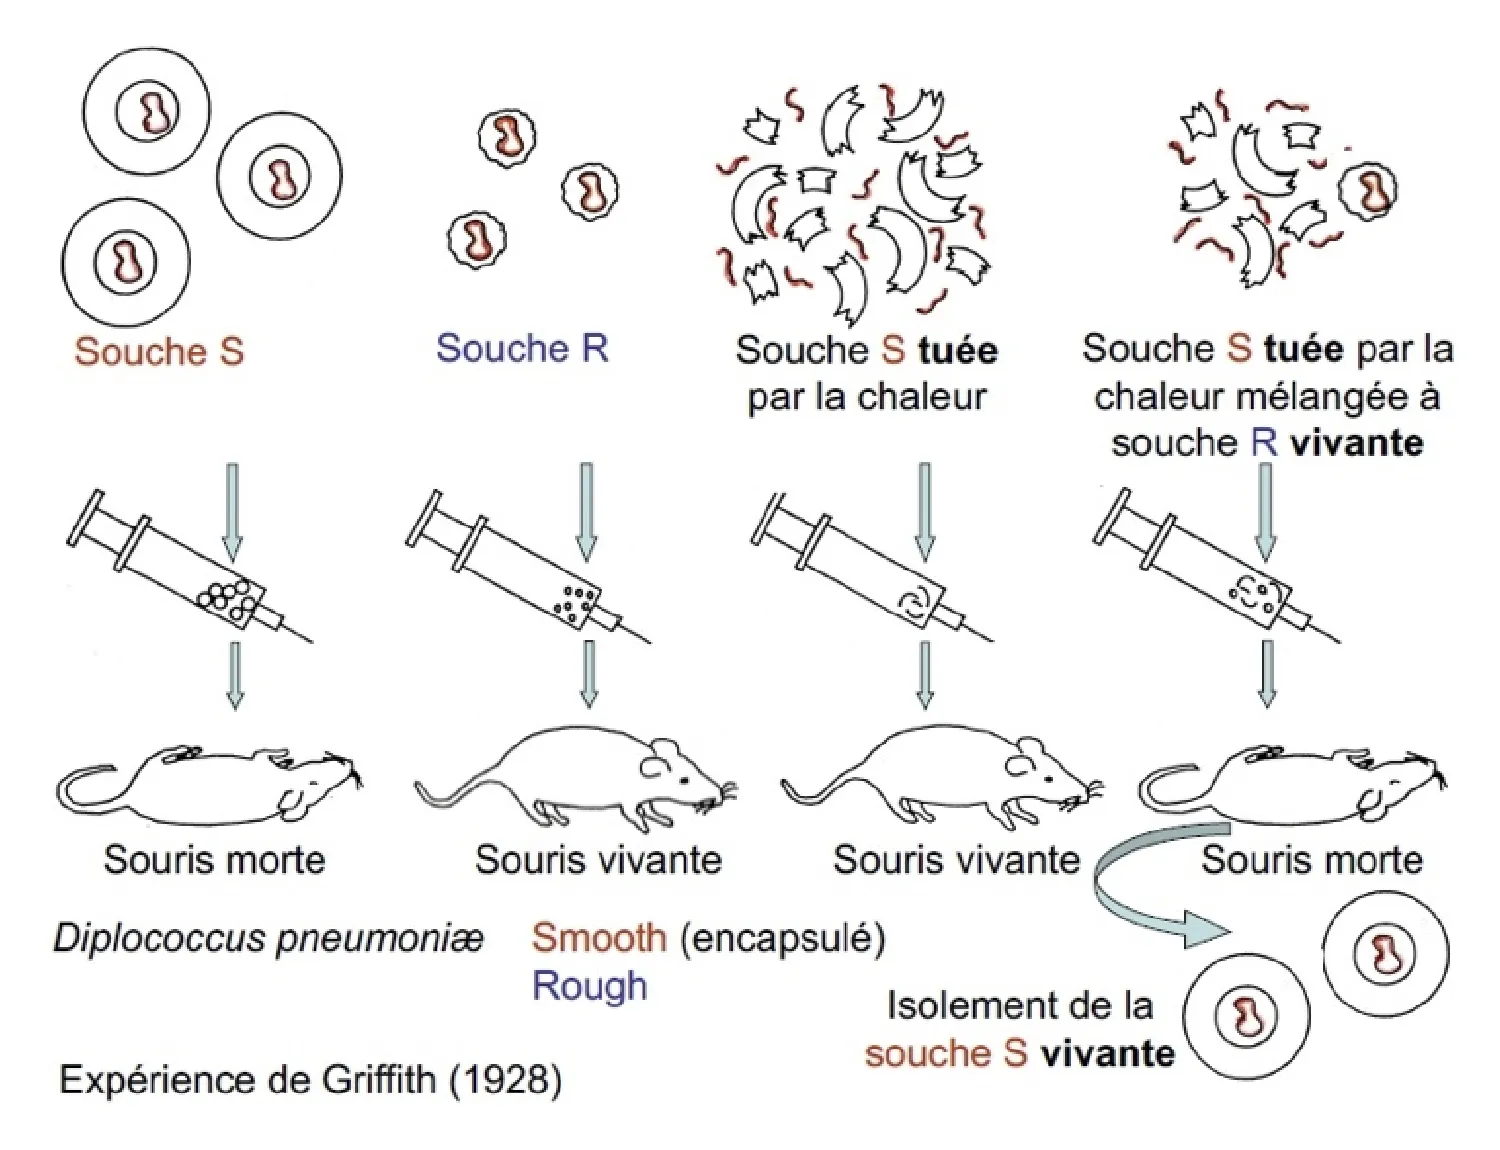 Souche S
Souche R
Souche S tuée
par la chaleur
Souche S tuée par la
chaleur mélangée à
souche R vivante
Souris morte
Souris vivante
Souris vivante
Souris morte
Diplococcus pneumoniæ
Smooth (encapsulé)
Rough
Isolement de la
souche S vivante
Expérience de Griffith (1928)